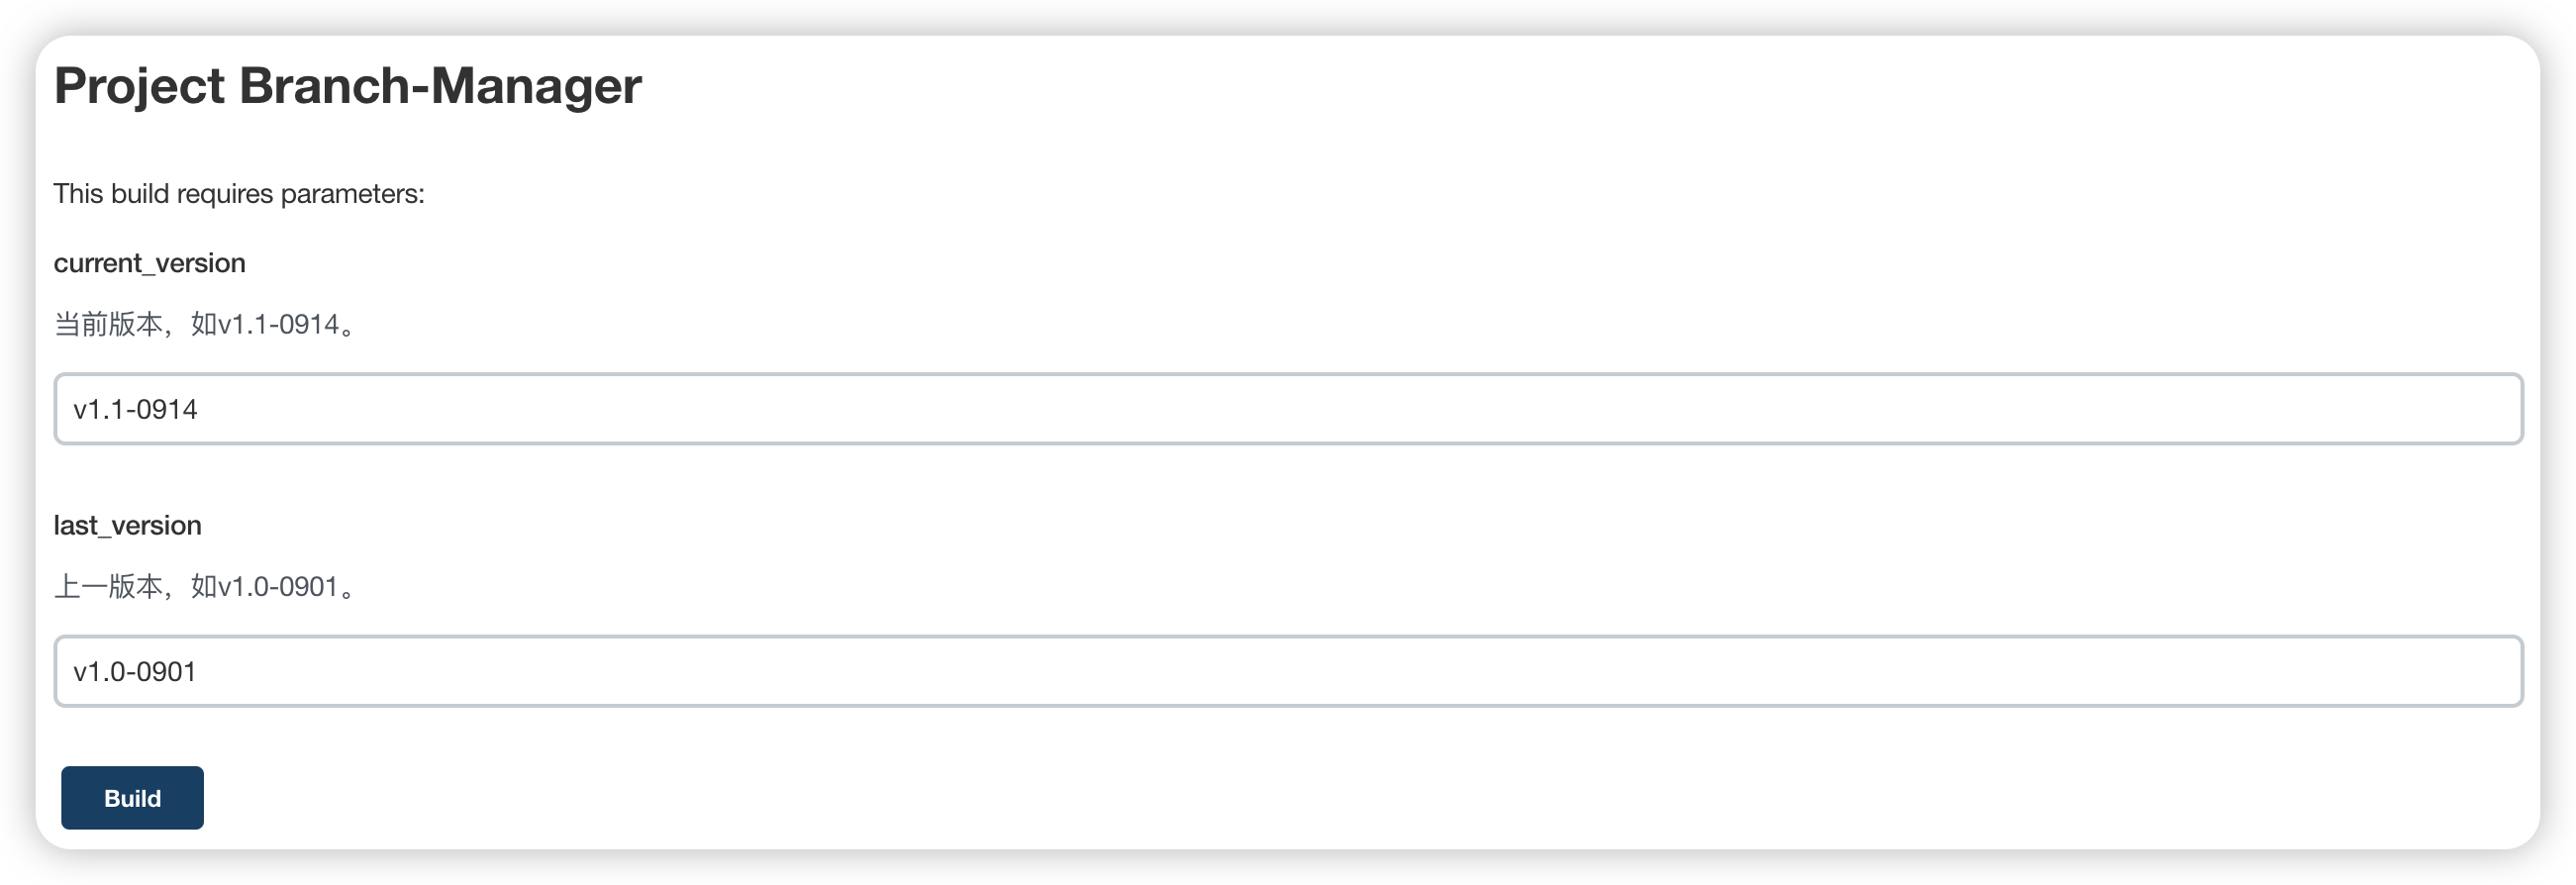 Project Branch-Manager
This build requires parameters:
current_version
当前版本，如v1.1-0914。
v1.1-0914
last_version
上一版本，如v1.0-0901。
v1.0-0901
Build